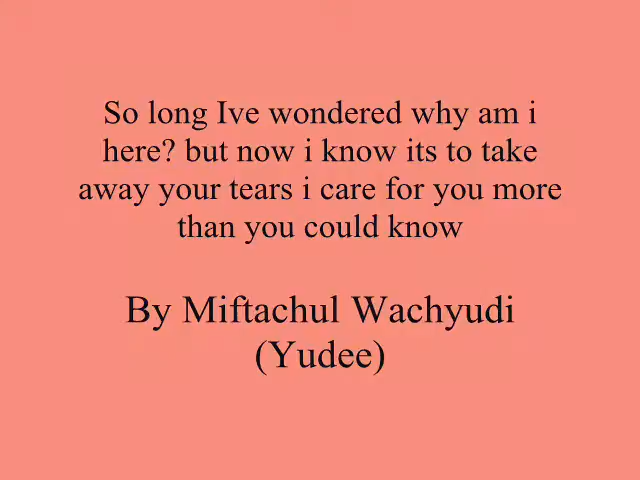 So long Ive wondered why am i
here? but now i know its to take
away your tears i care for you more
than you could know
By Miftachul Wachyudi
(Yudee)